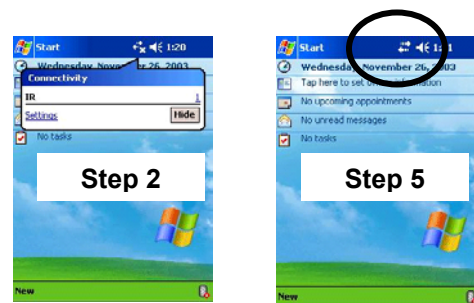 Start 1:20
Wednesday, November 26, 2003
Connectivity
IR 1
Settings Hide
No tasks
Step 2
New
Start
Wednesday, November 26, 2003
Tap here to set
No upcoming appointments
No unread messages
No tasks
Step 5
New